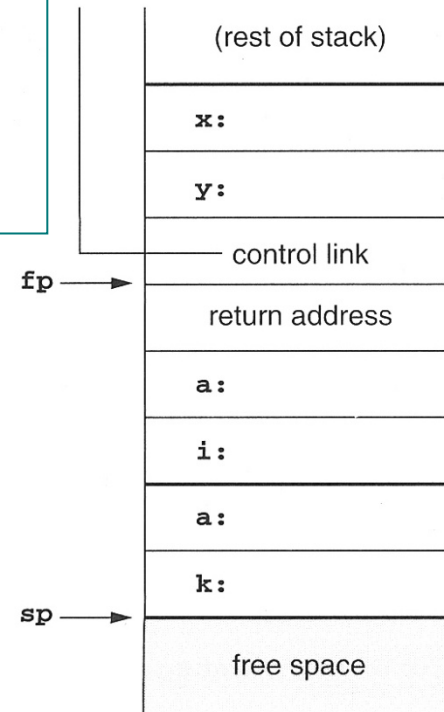 (rest of stack)
x:
y:
control link
fp
return address
a:
i:
a:
k:
sp
free space